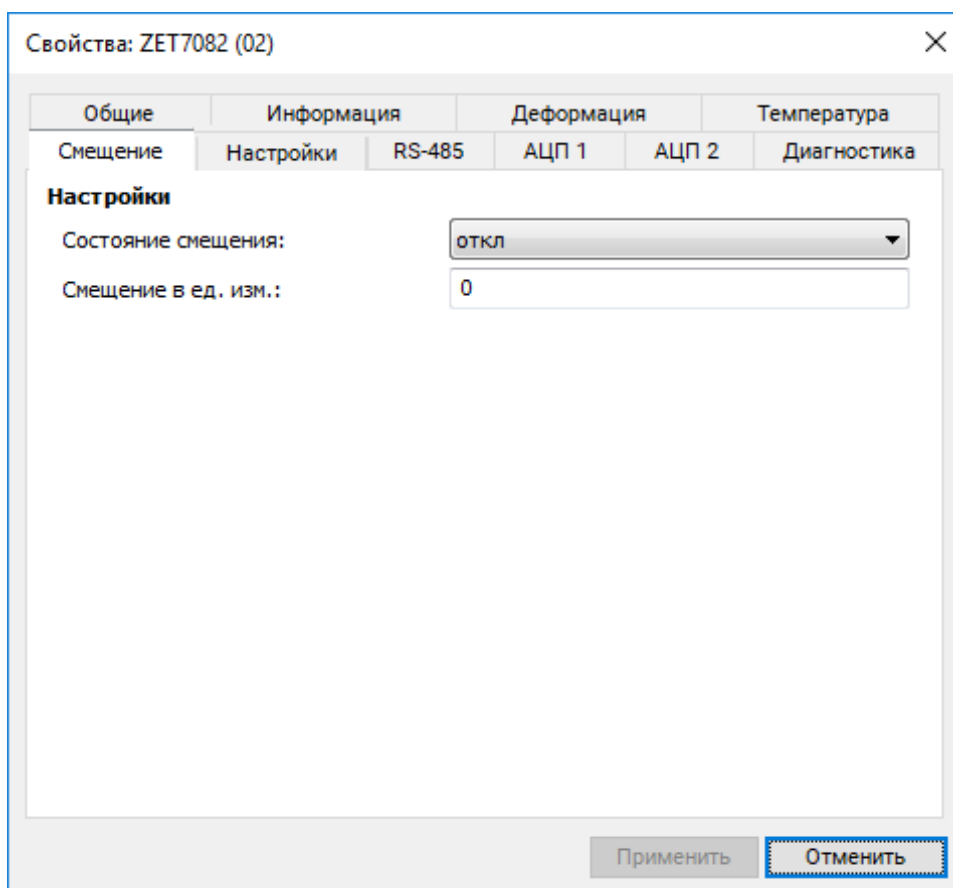 Свойства: ZET7082 (02)
Общие Информация Деформация Температура
Смещение Настройки RS-485 АЦП 1 АЦП 2 Диагностика
Настройки
Состояние смещения: откл
Смещение в ед. изм.: 0
Применить Отменить